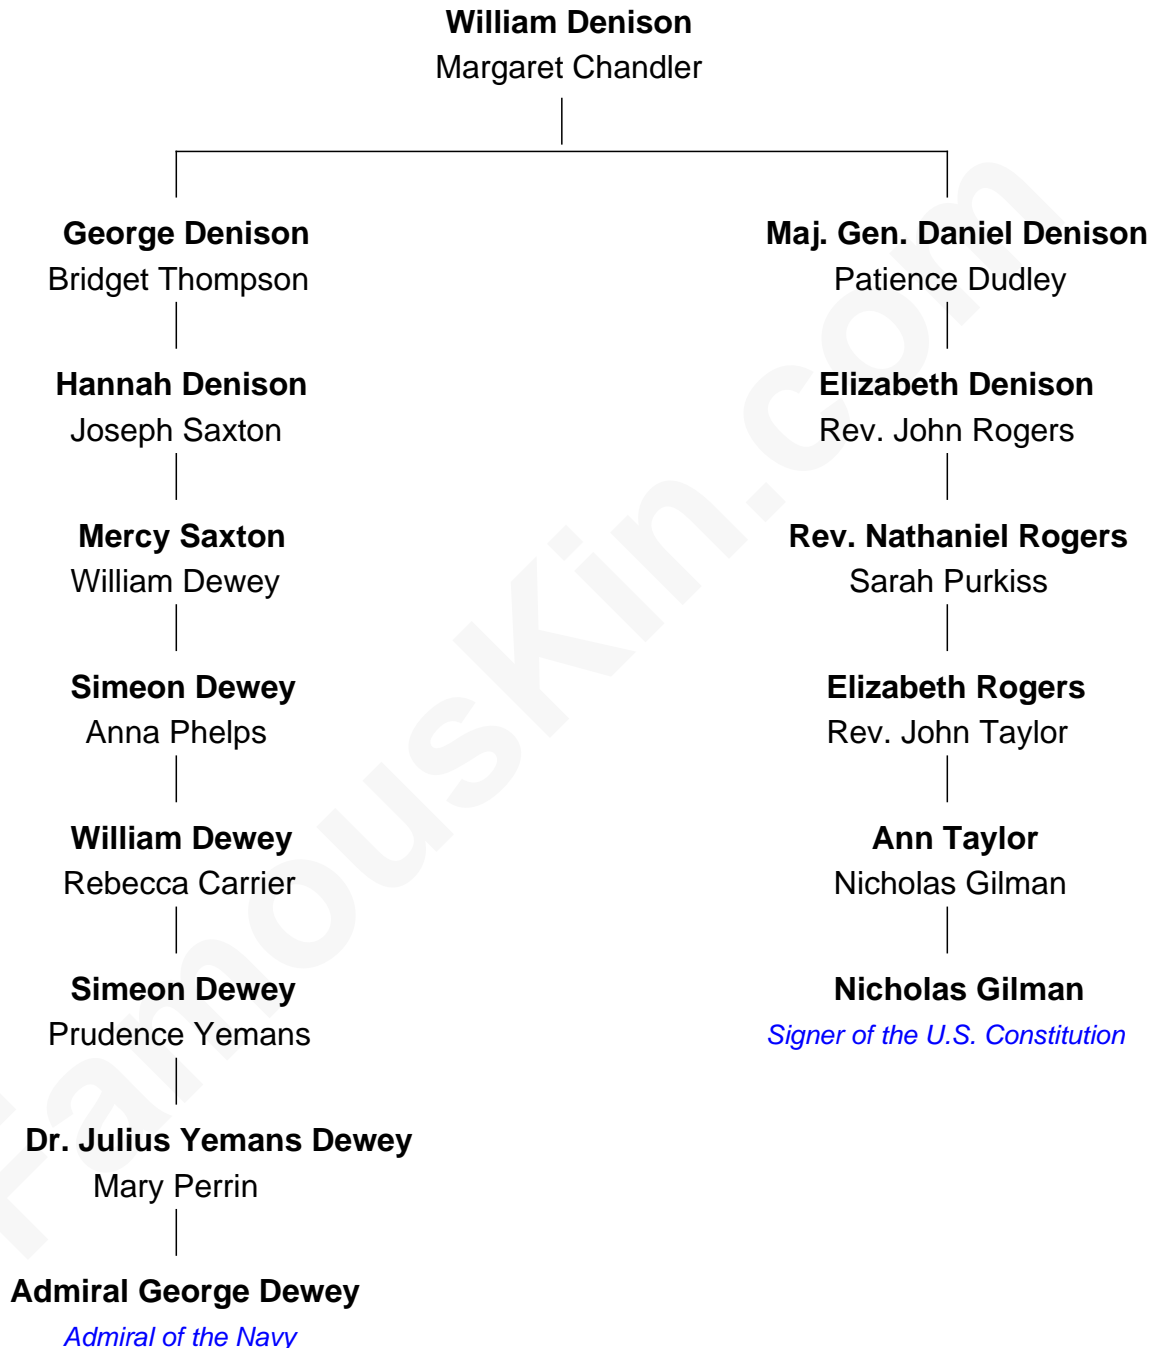 William Denison
Margaret Chandler
George Denison
Bridget Thompson
Maj. Gen. Daniel Denison
Patience Dudley
Hannah Denison
Joseph Saxton
Elizabeth Denison
Rev. John Rogers
Mercy Saxton
William Dewey
Rev. Nathaniel Rogers
Sarah Purkiss
Simeon Dewey
Anna Phelps
Elizabeth Rogers
Rev. John Taylor
William Dewey
Rebecca Carrier
Ann Taylor
Nicholas Gilman
Simeon Dewey
Prudence Yemans
Nicholas Gilman
Signer of the U.S. Constitution
Dr. Julius Yemans Dewey
Mary Perrin
Admiral George Dewey
Admiral of the Navy
FamousKin.com